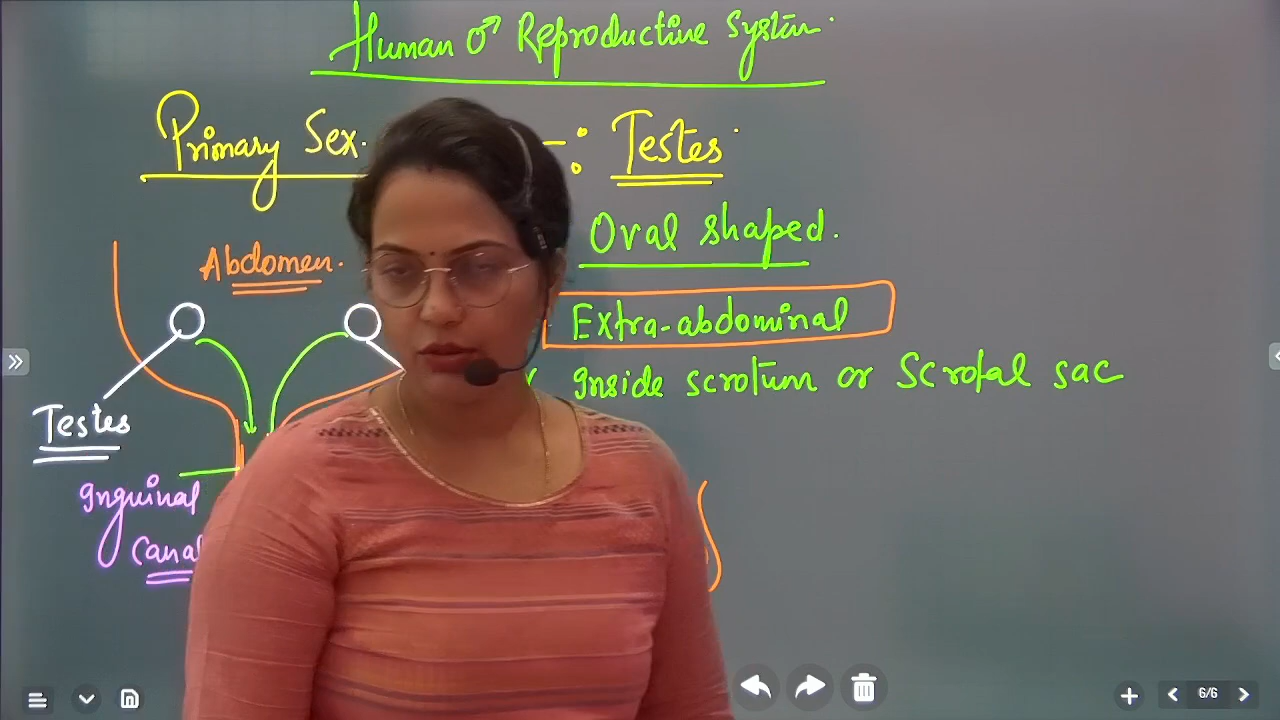 Human ♂ Reproductive System.
Primary Sex. -: Testes
Oval shaped.
Abdomen.
Extra-abdominal
Inside scrotum or Scrotal sac
Testes
Inguinal
Canal
6/6